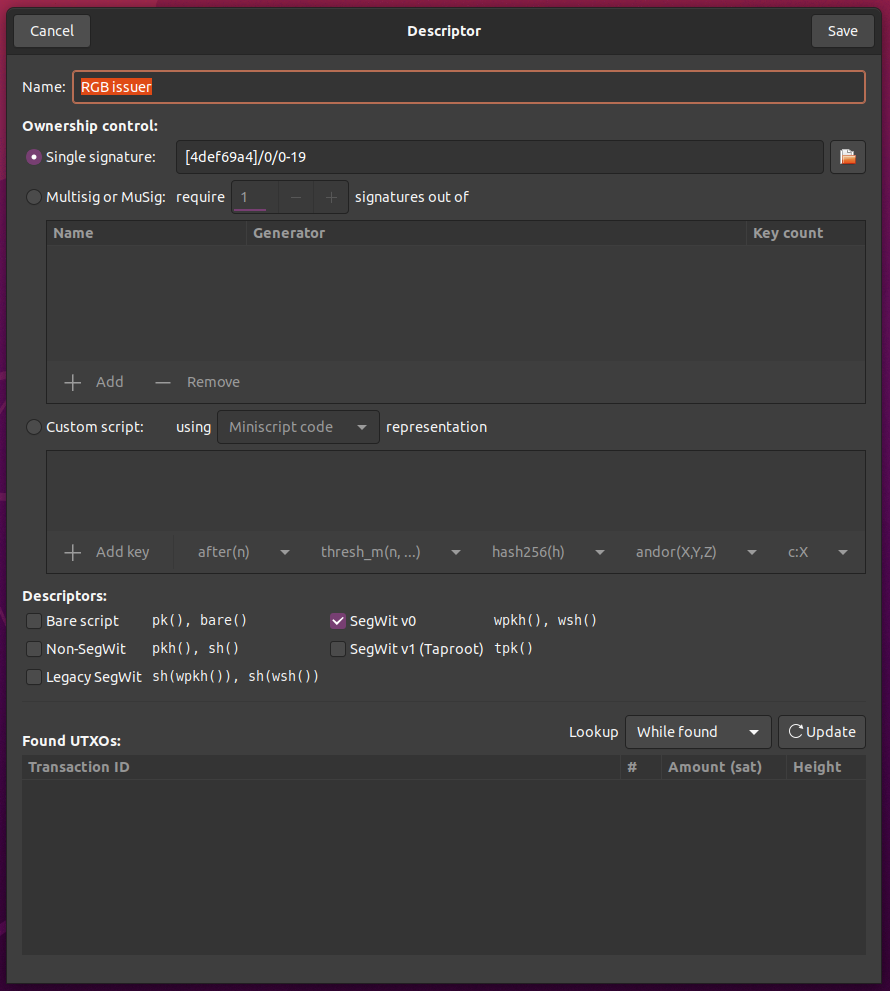 Cancel Descriptor Save
Name: RGB issuer
Ownership control:
Single signature: [4def69a4]/0/0-19
Multisig or MuSig: require 1 signatures out of
Name Generator Key count
Add Remove
Custom script: using Miniscript code representation
Add key after(n) thresh_m(n, ...) hash256(h) andor(X,Y,Z) c:X
Descriptors:
Bare script pk(), bare() SegWit v0 wpkh(), wsh()
Non-SegWit pkh(), sh() SegWit v1 (Taproot) tpk()
Legacy SegWit sh(wpkh()), sh(wsh())
Lookup While found Update
Found UTXOs:
Transaction ID # Amount (sat) Height